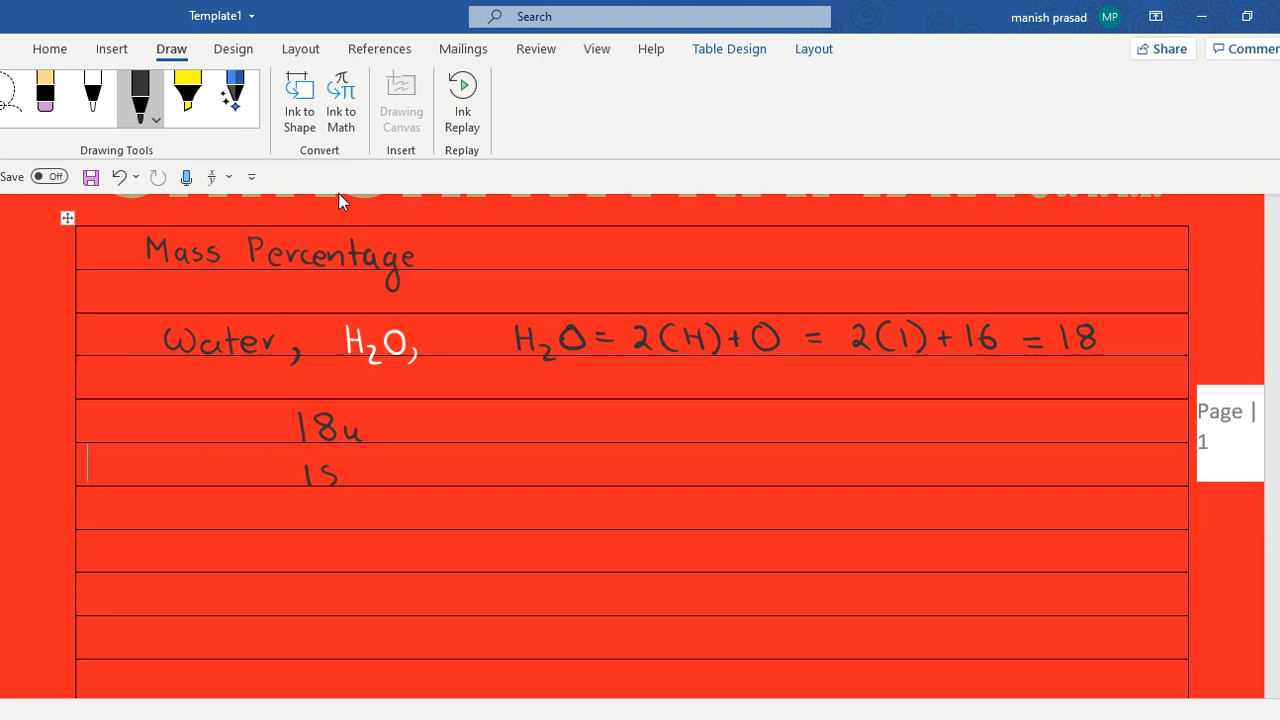 Template1
Search
manish prasad MP
Home Insert Draw Design Layout References Mailings Review View Help Table Design Layout Share Commer
Ink to Shape
Ink to Math
Drawing Canvas
Ink Replay
Drawing Tools Convert Insert Replay
Save Off
Mass Percentage
Water, H₂O, H₂O = 2(H)+O = 2(1)+16 = 18
18u
Page |
1